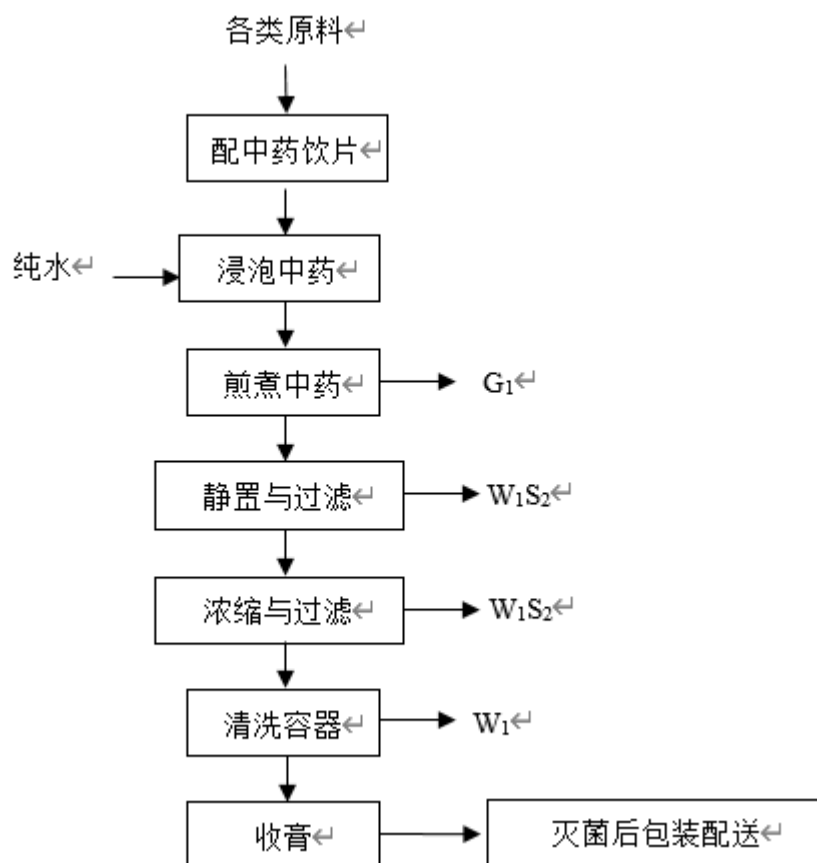 各类原料↵
配中药饮片↵
纯水↵
浸泡中药↵
煎煮中药↵
G₁↵
静置与过滤↵
W₁S₂↵
浓缩与过滤↵
W₁S₂↵
清洗容器↵
W₁↵
收膏↵
灭菌后包装配送↵